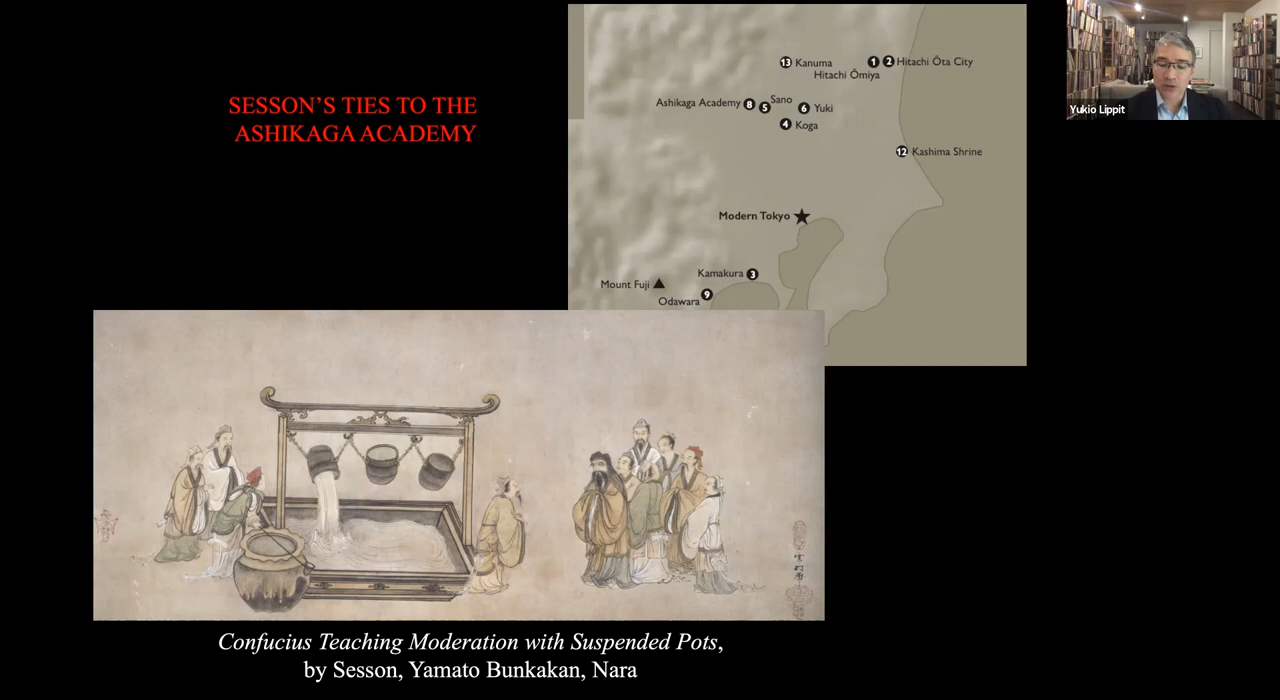 SESSON’S TIES TO THE
ASHIKAGA ACADEMY
13 Kanuma
1 2 Hitachi Ōta City
Hitachi Ōmiya
Ashikaga Academy 8
5 Sano
6 Yuki
4 Koga
12 Kashima Shrine
Modern Tokyo
Kamakura 3
Mount Fuji
Odawara 9
Yukio Lippit
Confucius Teaching Moderation with Suspended Pots,
by Sesson, Yamato Bunkakan, Nara